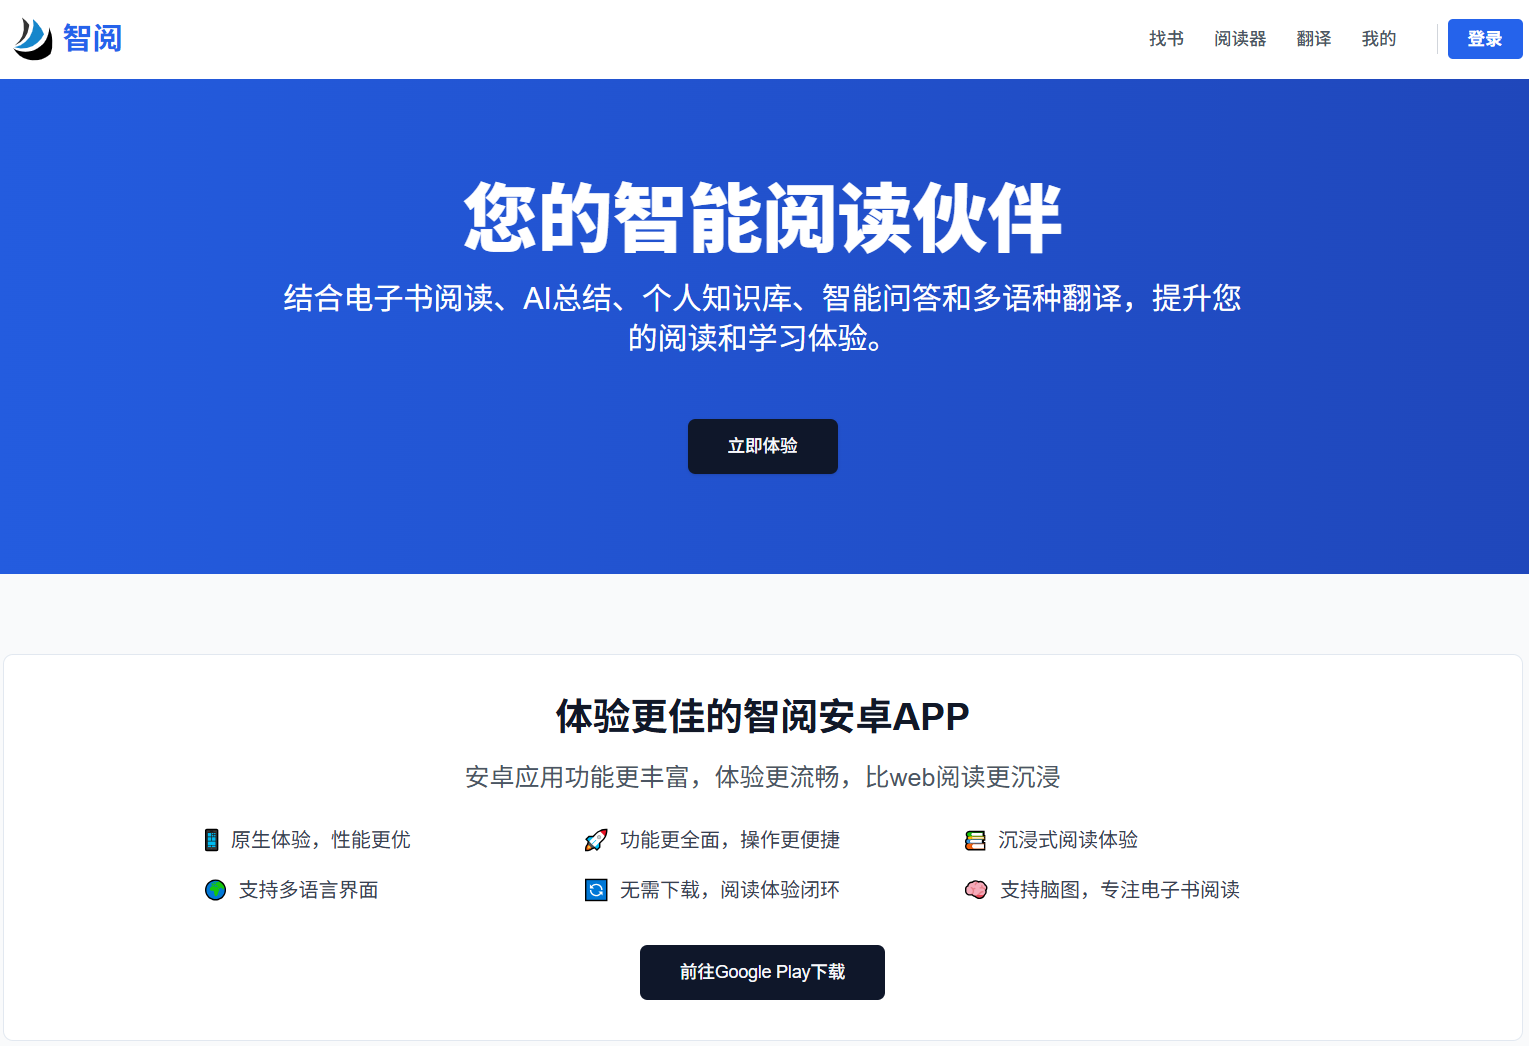 智阅
找书 阅读器 翻译 我的 登录
您的智能阅读伙伴
结合电子书阅读、AI总结、个人知识库、智能问答和多语种翻译，提升您
的阅读和学习体验。
立即体验
体验更佳的智阅安卓APP
安卓应用功能更丰富，体验更流畅，比web阅读更沉浸
原生体验，性能更优 功能更全面，操作更便捷 沉浸式阅读体验
支持多语言界面 无需下载，阅读体验闭环 支持脑图，专注电子书阅读
前往Google Play下载